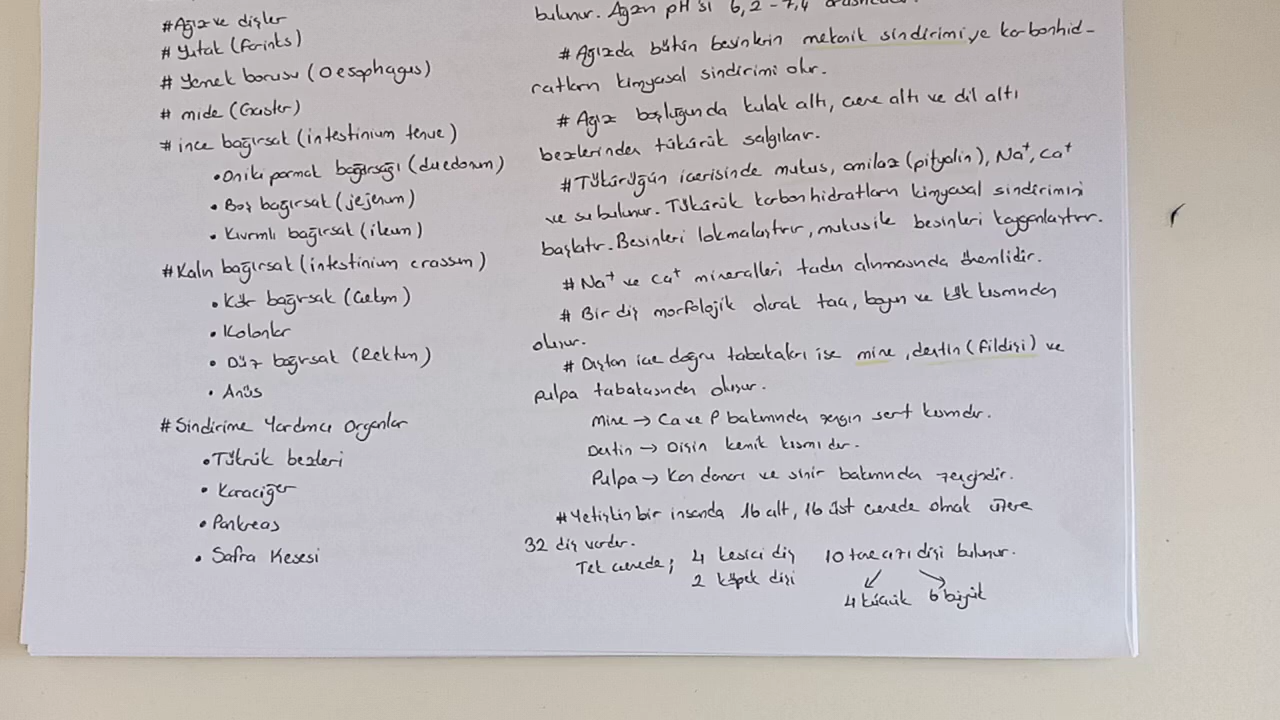 #Ağız ve dişler
# Yutak (farinks)
# Yemek borusu (Oesophagus)
# mide (Gaster)
# ince bağırsak (intestinium tenue)
• Oniki parmak bağırsağı (duedonum)
• Boş bağırsak (jejenum)
• Kıvrımlı bağırsak (ileum)
#Kalın bağırsak (intestinium crassum)
• Kör bağırsak (Cekum)
• Kolonlar
• Düz bağırsak (Rektum)
• Anüs
#Sindirime Yardımcı Organlar
• Tükrük bezleri
• Karaciğer
• Pankreas
• Safra Kesesi
bulunur. Ağzın pH sı 6,2 - 7,4
# Ağızda bütün besinlerin mekanik sindirimi ve karbonhid-
ratların kimyasal sindirimi olur.
# Ağız boşluğunda kulak altı, çene altı ve dil altı
bezlerinden tükürük salgılanır.
#Tükürüğün içerisinde mukus, amilaz (pityalin), Na⁺, Ca⁺
ve su bulunur. Tükürük karbonhidratların kimyasal sindirimini
başlatır. Besinleri lokmalaştırır, mukus ile besinleri kayganlaştırır.
# Na⁺ ve Ca⁺ mineralleri tadın alınmasında önemlidir.
# Bir diş morfolojik olarak taç, boyun ve kök kısmından
oluşur.
# Dıştan içe doğru tabakaları ise mine, dentin (fildişi) ve
pulpa tabakasından oluşur.
Mine → Ca ve P bakımından zengin sert kısımdır.
Dentin → Dişin kemik kısmıdır.
Pulpa → Kan damarı ve sinir bakımından zengindir.
# Yetişkin bir insanda 16 alt, 16 üst çenede olmak üzere
32 diş vardır.
Tek çenede; 4 kesici diş 10 tane azı dişi bulunur.
2 köpek dişi
4 küçük 6 büyük